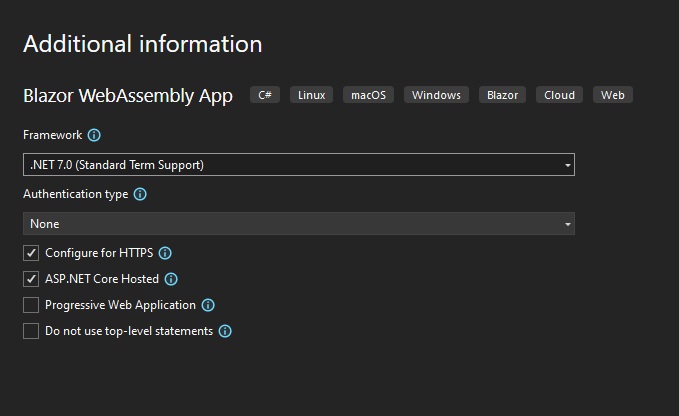 Additional information
Blazor WebAssembly App C# Linux macOS Windows Blazor Cloud Web
Framework
.NET 7.0 (Standard Term Support)
Authentication type
None
Configure for HTTPS
ASP.NET Core Hosted
Progressive Web Application
Do not use top-level statements